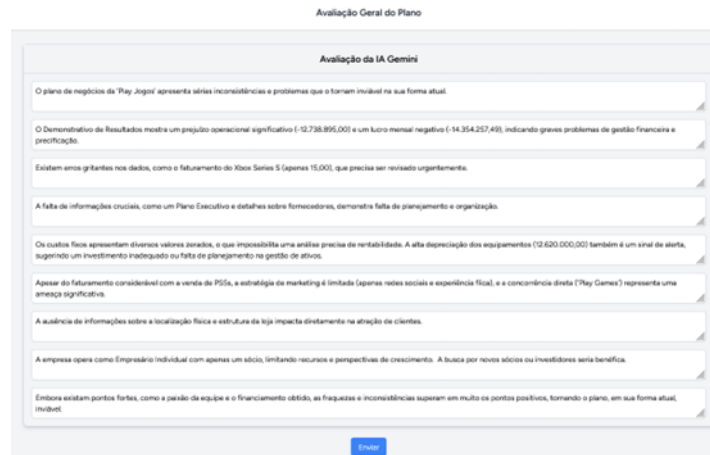 Avaliação Geral do Plano
Avaliação da IA Gemini
O plano de negócios da 'Play Jogos' apresenta sérias inconsistências e problemas que o tornam inviável na sua forma atual.
O Demonstrativo de Resultados mostra um prejuízo operacional significativo (-12.738.895,00) e um lucro mensal negativo (-14.354.257,49), indicando graves problemas de gestão financeira e
precificação.
Existem erros gritantes nos dados, como o faturamento do Xbox Series S (apenas 15,00), que precisa ser revisado urgentemente.
A falta de informações cruciais, como um Plano Executivo e detalhes sobre fornecedores, demonstra falta de planejamento e organização.
Os custos fixos apresentam diversos valores zerados, o que impossibilita uma análise precisa de rentabilidade. A alta depreciação dos equipamentos (12.620.000,00) também é um sinal de alerta,
sugerindo um investimento inadequado ou falta de planejamento na gestão de ativos.
Apesar do faturamento considerável com a venda de PS5s, a estratégia de marketing é limitada (apenas redes sociais e experiência física), e a concorrência direta ('Play Games') representa uma
ameaça significativa.
A ausência de informações sobre a localização física e estrutura da loja impacta diretamente na atração de clientes.
A empresa opera como Empresário Individual com apenas um sócio, limitando recursos e perspectivas de crescimento. A busca por novos sócios ou investidores seria benéfica.
Embora existam pontos fortes, como a paixão da equipe e o financiamento obtido, as fraquezas e inconsistências superam em muito os pontos positivos, tornando o plano, em sua forma atual,
inviável.
Enviar